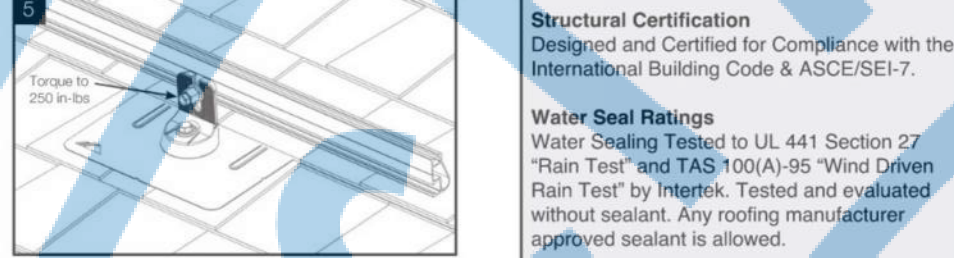 5
Torque to
250 in-lbs
Structural Certification
Designed and Certified for Compliance with the
International Building Code & ASCE/SEI-7.
Water Seal Ratings
Water Sealing Tested to UL 441 Section 27
“Rain Test” and TAS 100(A)-95 “Wind Driven
Rain Test” by Intertek. Tested and evaluated
without sealant. Any roofing manufacturer
approved sealant is allowed.